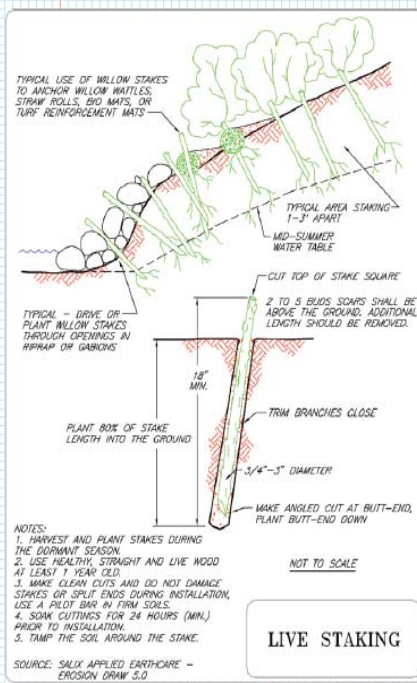 TYPICAL USE OF WILLOW STAKES
TO ANCHOR WILLOW WATTLES,
STRAW ROLLS, BIO MATS, OR
TURF REINFORCEMENT MATS
TYPICAL AREA STAKING
1-3' APART
MID-SUMMER
WATER TABLE
TYPICAL - DRIVE OR
PLANT WILLOW STAKES
THROUGH OPENINGS IN
RIPRAP OR GABIONS
CUT TOP OF STAKE SQUARE
2 TO 5 BUDS SCARS SHALL BE
ABOVE THE GROUND. ADDITIONAL
LENGTH SHOULD BE REMOVED.
18"
MIN.
PLANT 80% OF STAKE
LENGTH INTO THE GROUND
TRIM BRANCHES CLOSE
3/4"-3" DIAMETER
MAKE ANGLED CUT AT BUTT-END,
PLANT BUTT-END DOWN
NOTES:
1. HARVEST AND PLANT STAKES DURING
THE DORMANT SEASON.
2. USE HEALTHY, STRAIGHT AND LIVE WOOD
AT LEAST 1 YEAR OLD.
3. MAKE CLEAN CUTS AND DO NOT DAMAGE
STAKES OR SPLIT ENDS DURING INSTALLATION,
USE A PILOT BAR IN FIRM SOILS.
4. SOAK CUTTINGS FOR 24 HOURS (MIN.)
PRIOR TO INSTALLATION.
5. TAMP THE SOIL AROUND THE STAKE.
NOT TO SCALE
SOURCE: SALIX APPLIED EARTHCARE -
EROSION DRAW 5.0
LIVE STAKING